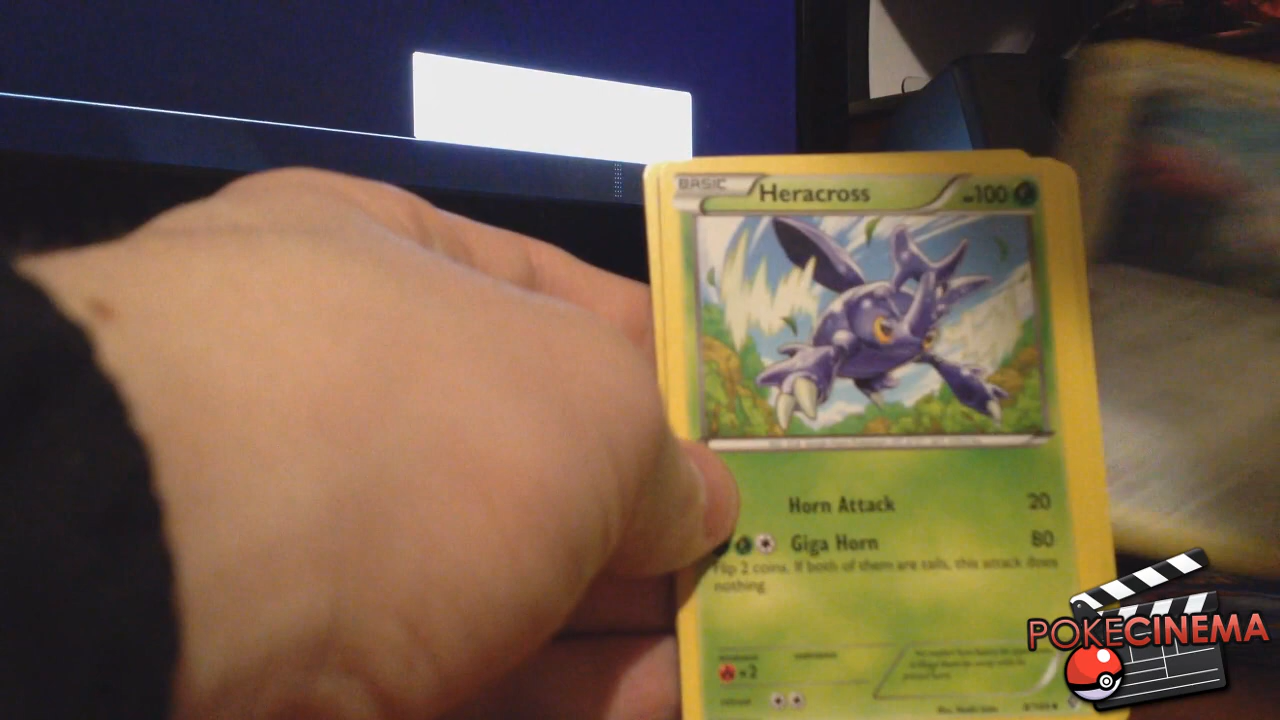 BASIC Heracross HP100
Horn Attack 20
Giga Horn 80
Flip 2 coins. If both of them are tails, this attack does
nothing.
×2
POKECINEMA